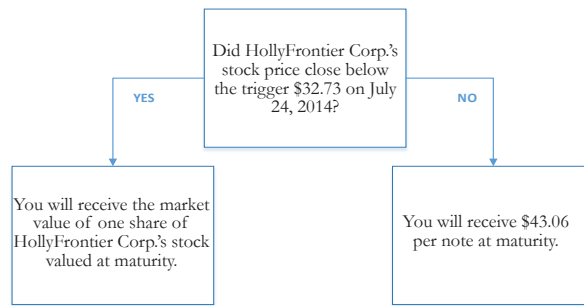 Did HollyFrontier Corp.'s
stock price close below
the trigger $32.73 on July
24, 2014?
YES
NO
You will receive the market
value of one share of
HollyFrontier Corp.'s stock
valued at maturity.
You will receive $43.06
per note at maturity.